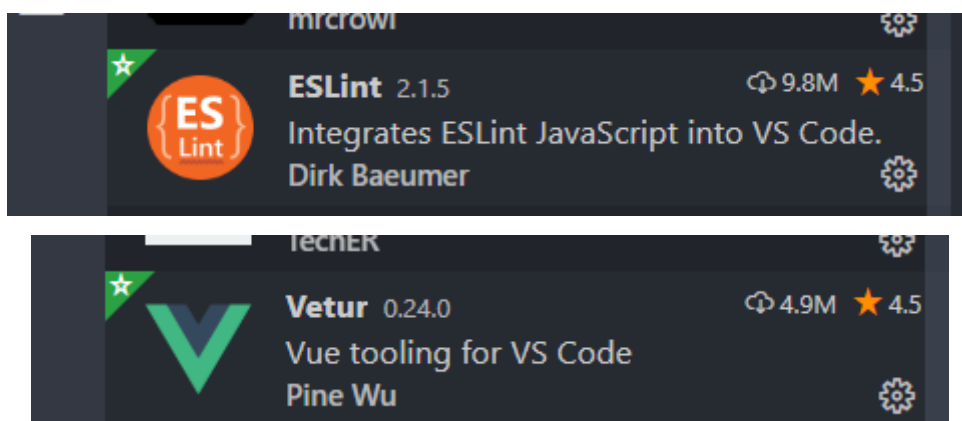 mrcrowl
ESLint 2.1.5 9.8M 4.5
ES
Lint
Integrates ESLint JavaScript into VS Code.
Dirk Baeumer
TechER
Vetur 0.24.0 4.9M 4.5
Vue tooling for VS Code
Pine Wu